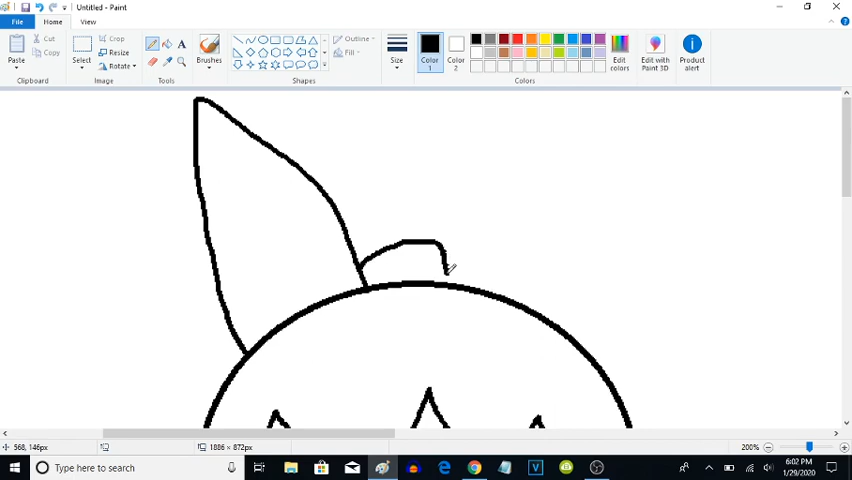 Untitled - Paint
File Home View
Paste
Cut
Copy
Clipboard
Select
Crop
Resize
Rotate
Image
A
Tools
Brushes
Outline
Fill
Shapes
Size
Color 1
Color 2
Edit colors
Colors
Edit with Paint 3D
Product alert
568, 146px
1886 × 872px
200%
Type here to search
6:02 PM
1/29/2020